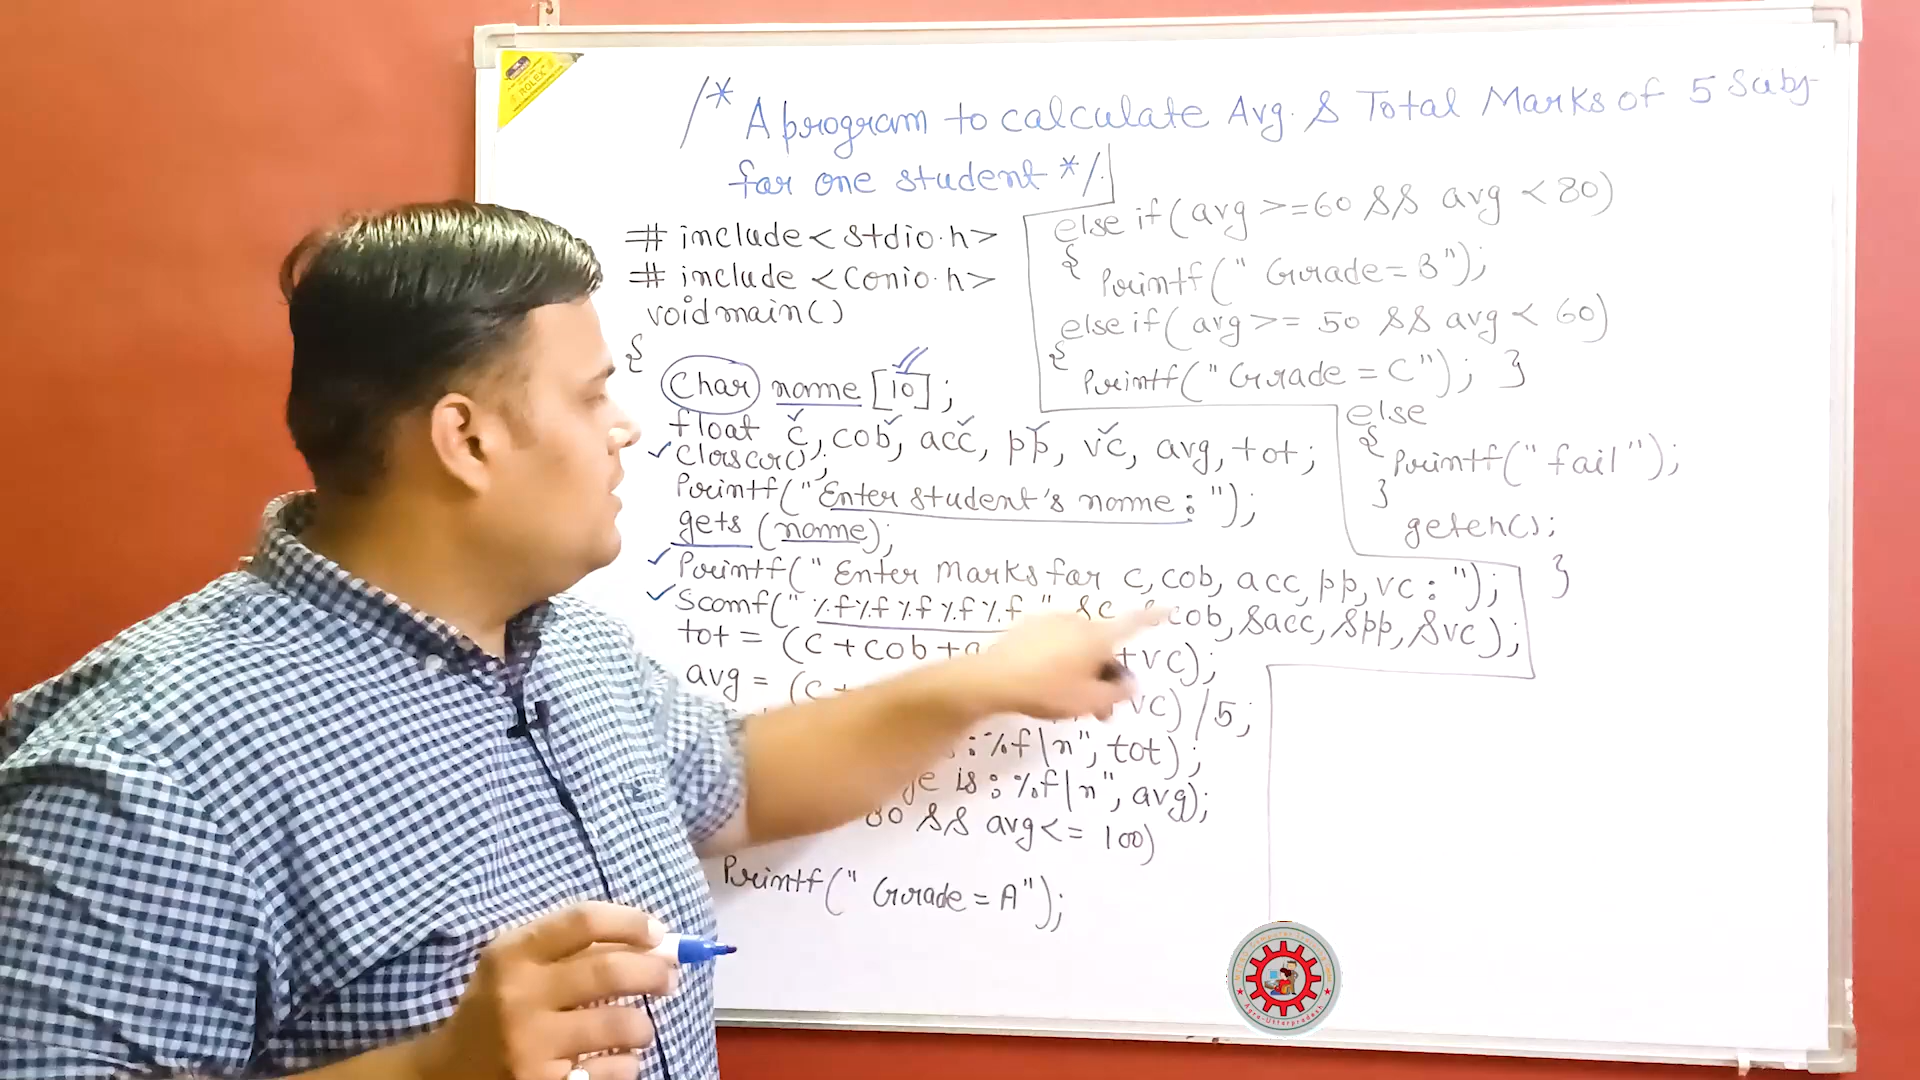 /* A program to calculate Avg. & Total Marks of 5 Subj
for one student */
# include <stdio.h>
# include <conio.h>
void main()
{
Char name [10];
float c, cob, acc, pp, vc, avg, tot;
clrscr();
Printf(" Enter student's name : ");
gets (name);
Printf(" Enter Marks for c, cob, acc, pp, vc : ");
Scanf(" %f%f%f%f%f " &c &cob, &acc, &pp, &vc );
tot = (c + cob + ac +vc);
avg = (c+ vc) /5;
:%f\n", tot);
ge is : %f\n", avg);
80 && avg <= 100)
Printf(" Grade = A");
else if ( avg >=60 && avg < 80)
{
Printf(" Grade = B");
else if ( avg >= 50 && avg < 60)
{
Printf(" Grade = C"); }
else
{
Printf(" fail");
}
getch();
}
ROLEX